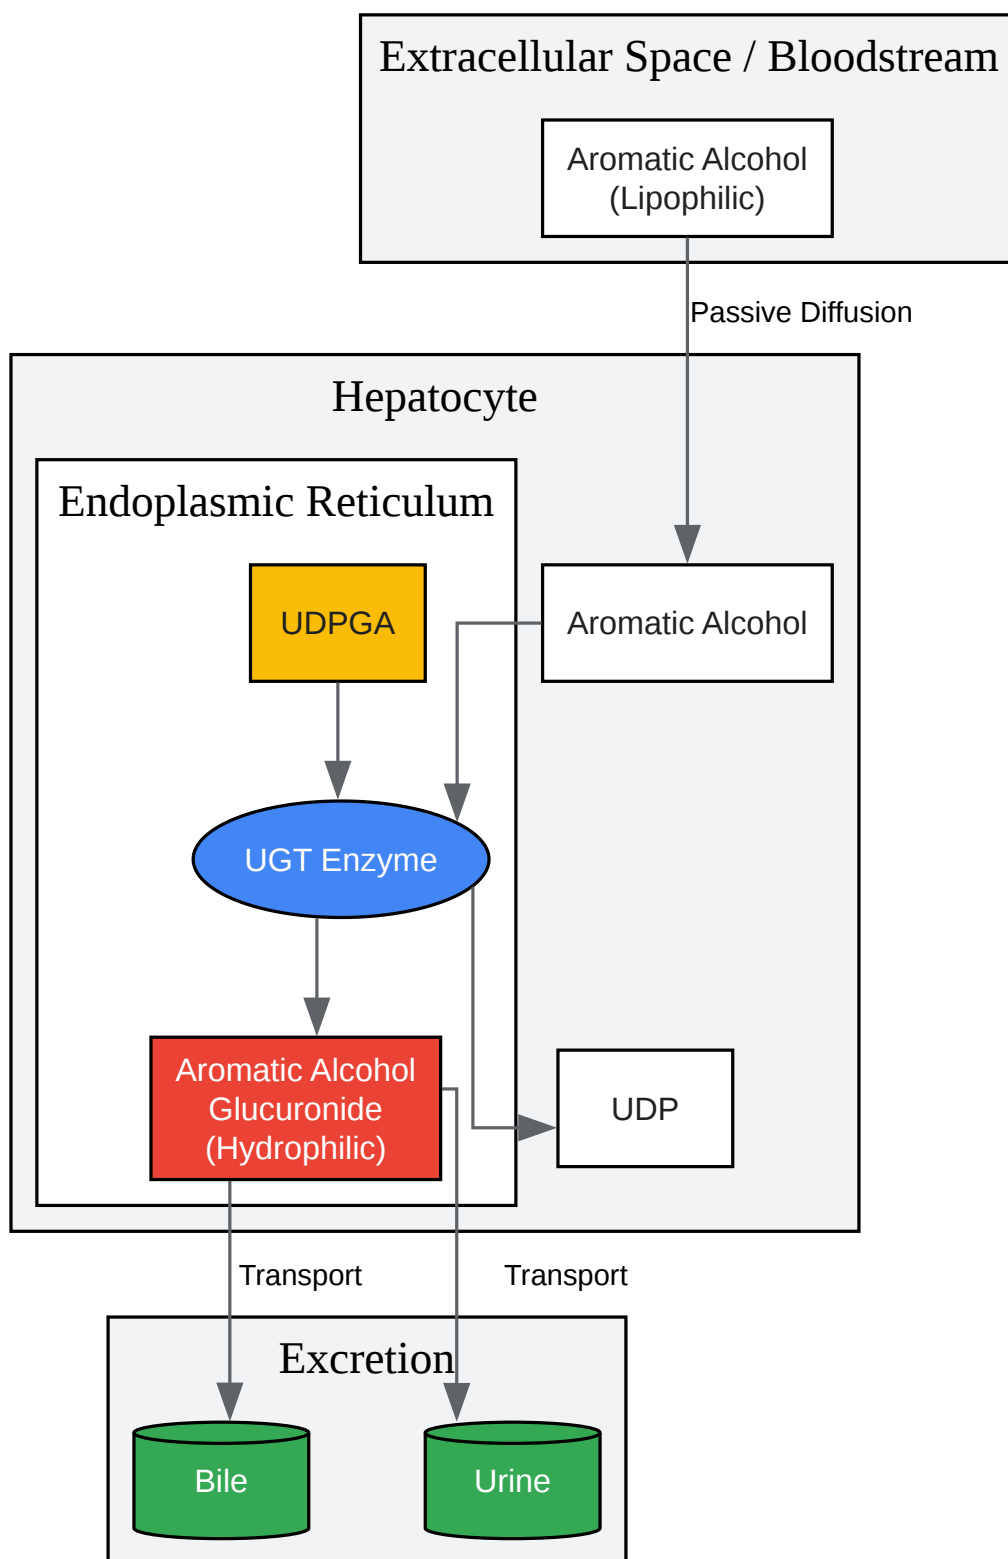 Extracellular Space / Bloodstream
Aromatic Alcohol
(Lipophilic)
Passive Diffusion
Hepatocyte
Endoplasmic Reticulum
UDPGA
Aromatic Alcohol
UGT Enzyme
Aromatic Alcohol
Glucuronide
(Hydrophilic)
UDP
Transport
Transport
Excretion
Bile
Urine